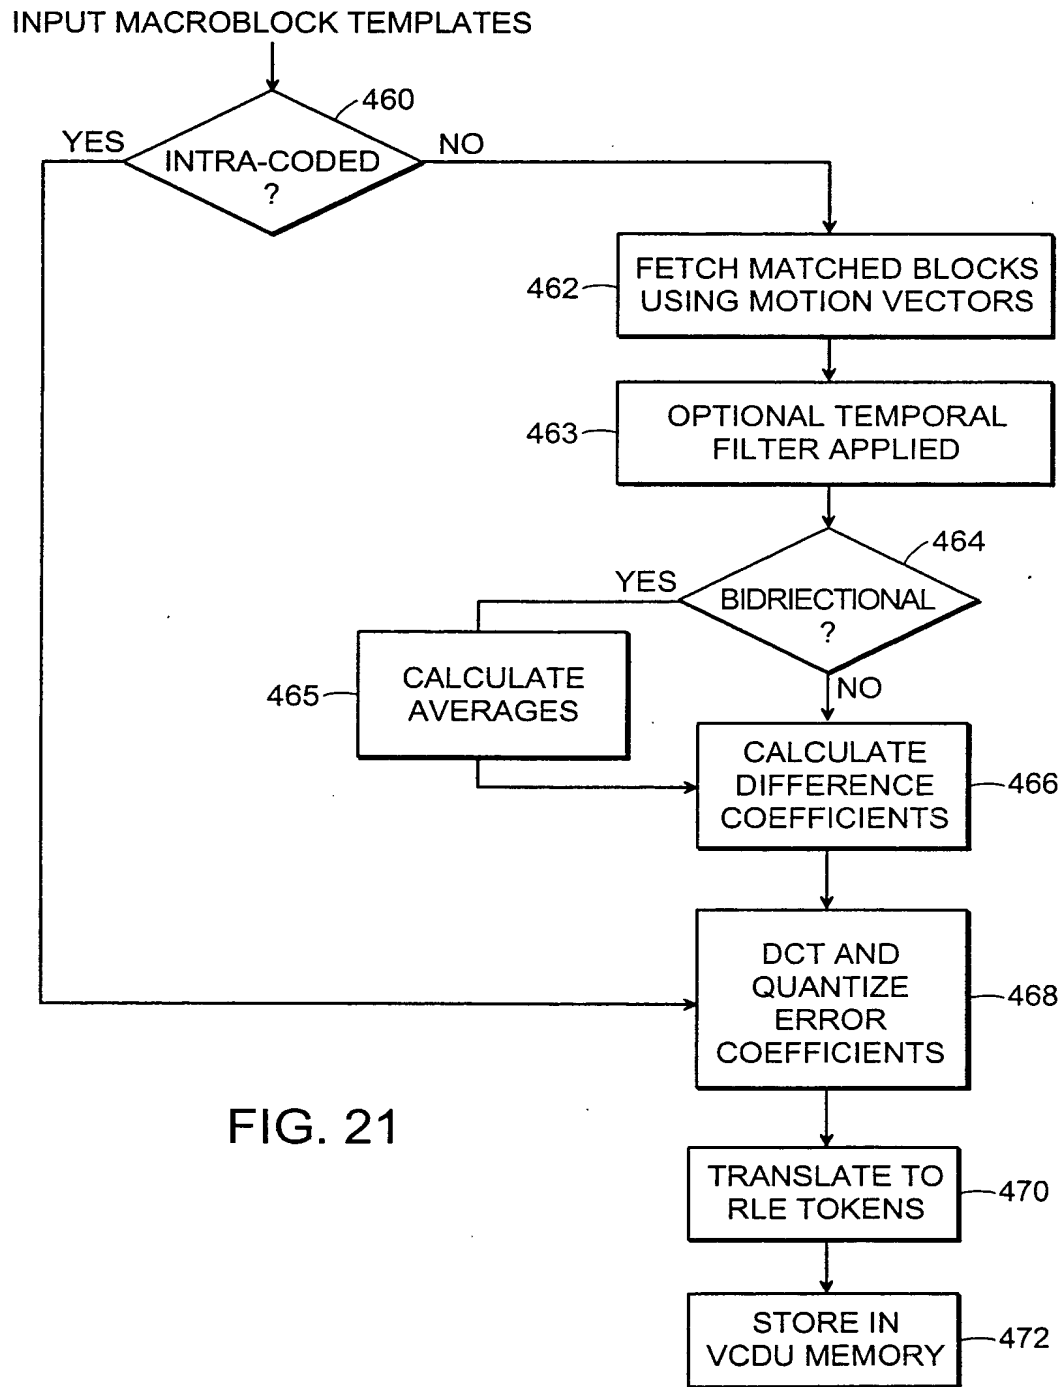 INPUT MACROBLOCK TEMPLATES
460
YES
INTRA-CODED
?
NO
462
FETCH MATCHED BLOCKS
USING MOTION VECTORS
463
OPTIONAL TEMPORAL
FILTER APPLIED
464
YES
BIDRIECTIONAL
?
NO
465
CALCULATE
AVERAGES
CALCULATE
DIFFERENCE
COEFFICIENTS
466
DCT AND
QUANTIZE
ERROR
COEFFICIENTS
468
FIG. 21
TRANSLATE TO
RLE TOKENS
470
STORE IN
VCDU MEMORY
472